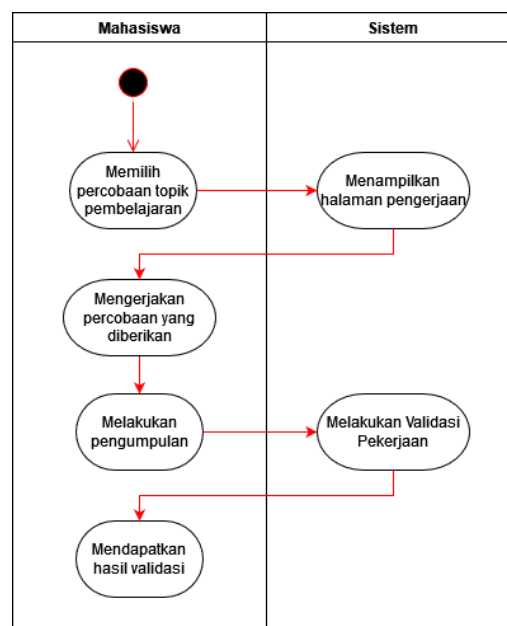 Mahasiswa
Sistem
Memilih
percobaan topik
pembelajaran
Menampilkan
halaman pengerjaan
Mengerjakan
percobaan yang
diberikan
Melakukan
pengumpulan
Melakukan Validasi
Pekerjaan
Mendapatkan
hasil validasi